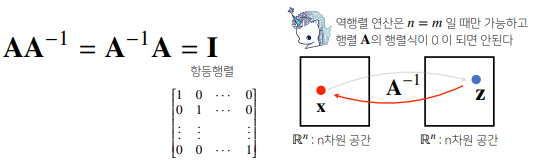 역행렬 연산은 n = m 일 때만 가능하고
행렬 A의 행렬식이 0 이 되면 안된다
AA⁻¹ = A⁻¹A = I
항등행렬
1 0 ⋯ 0
0 1 ⋯ 0
⋮ ⋮ ⋮
0 0 ⋯ 1
A⁻¹
x z
ℝⁿ : n차원 공간 ℝⁿ : n차원 공간